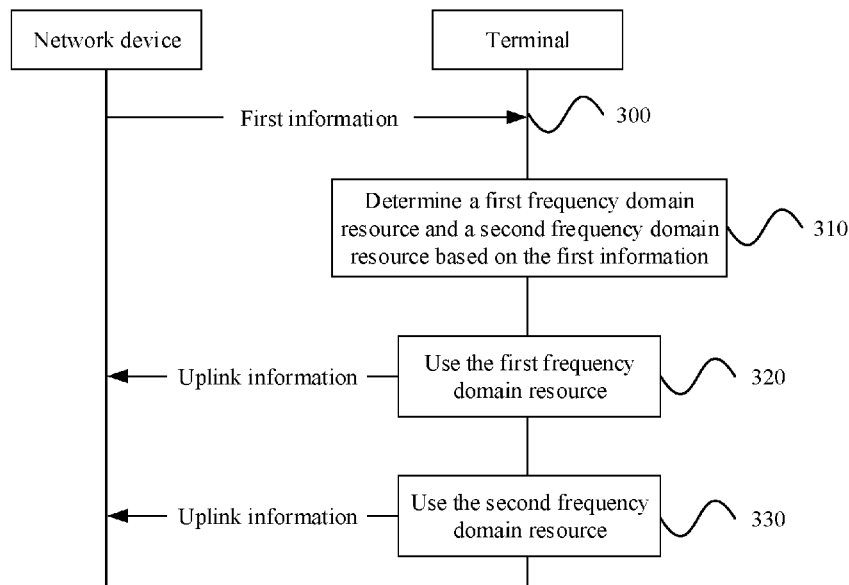 Network device
Terminal
First information
300
Determine a first frequency domain
resource and a second frequency domain
resource based on the first information
310
Uplink information
Use the first frequency
domain resource
320
Uplink information
Use the second frequency
domain resource
330